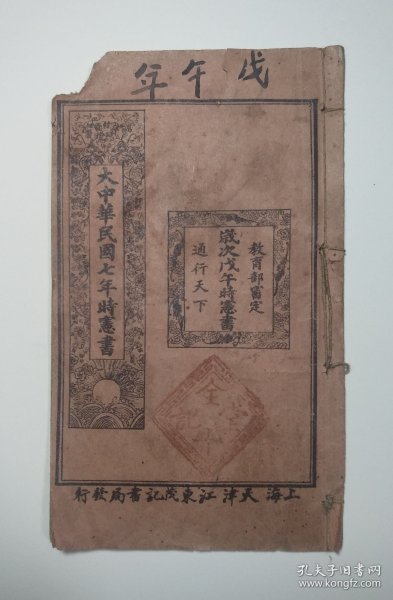 戊午年
教育部審定
歲次戊午時憲書
通行天下
大中華民國七年時憲書
上海天津江東茂記書局發行
孔夫子旧书网
www.kongfz.com